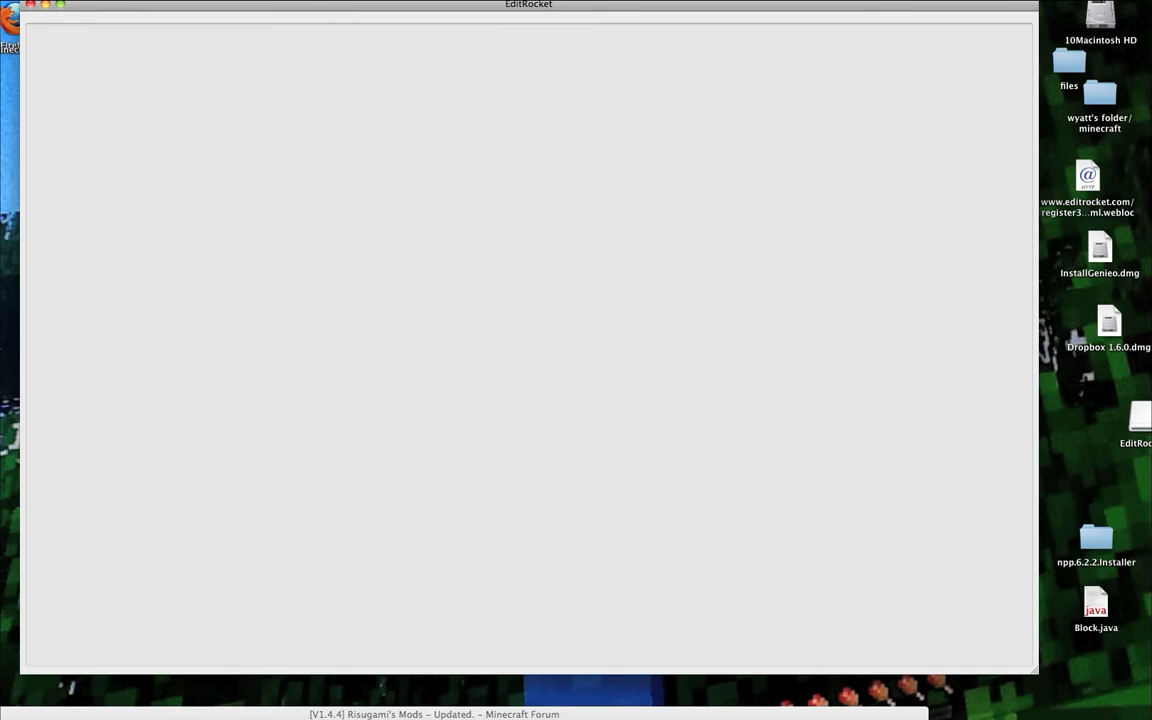 EditRocket
10Macintosh HD
files
wyatt's folder/
minecraft
www.editrocket.com/
register3...ml.webloc
HTTP
InstallGenieo.dmg
Dropbox 1.6.0.dmg
EditRoc
npp.6.2.2.Installer
java
Block.java
[V1.4.4] Risugami's Mods – Updated. – Minecraft Forum